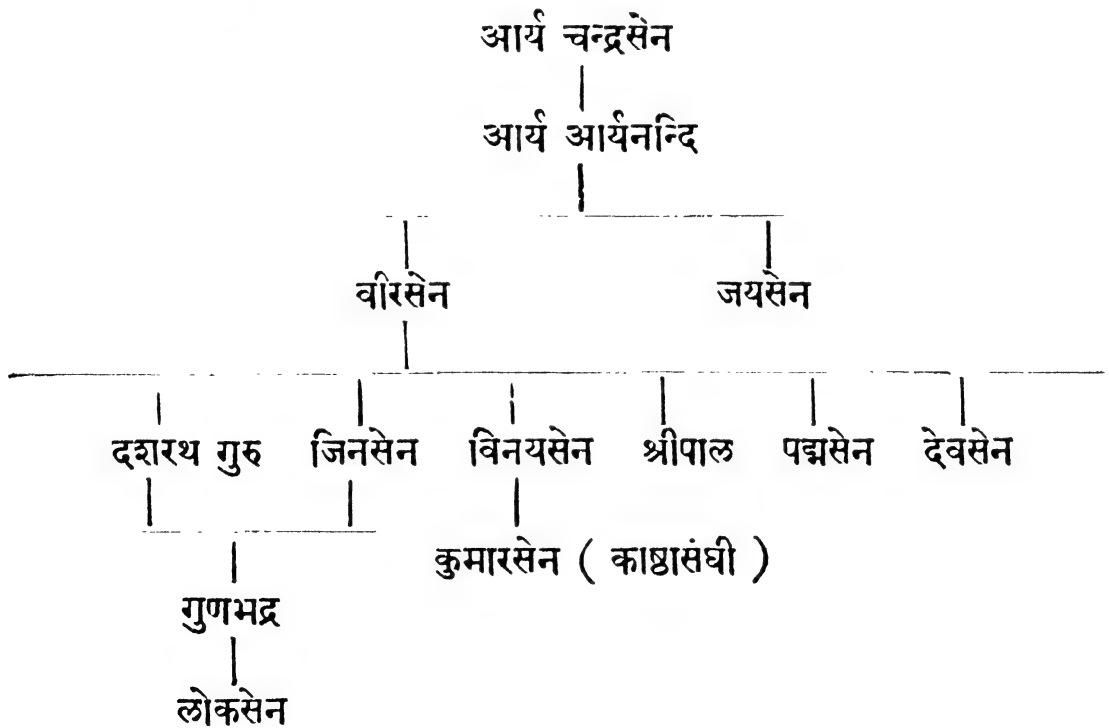 आर्य चन्द्रसेन
आर्य आर्यनन्दि
वीरसेन जयसेन
दशरथ गुरु जिनसेन विनयसेन श्रीपाल पद्मसेन देवसेन
कुमारसेन ( काष्ठासंघी )
गुणभद्र
लोकसेन